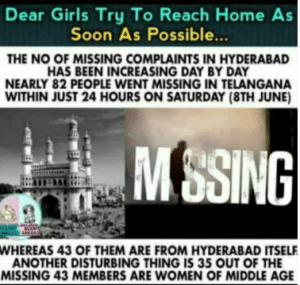 Dear Girls Try To Reach Home As
Soon As Possible...
THE NO OF MISSING COMPLAINTS IN HYDERABAD
HAS BEEN INCREASING DAY BY DAY
NEARLY 82 PEOPLE WENT MISSING IN TELANGANA
WITHIN JUST 24 HOURS ON SATURDAY (8TH JUNE)
M SSING
WHEREAS 43 OF THEM ARE FROM HYDERABAD ITSELF
ANOTHER DISTURBING THING IS 35 OUT OF THE
MISSING 43 MEMBERS ARE WOMEN OF MIDDLE AGE